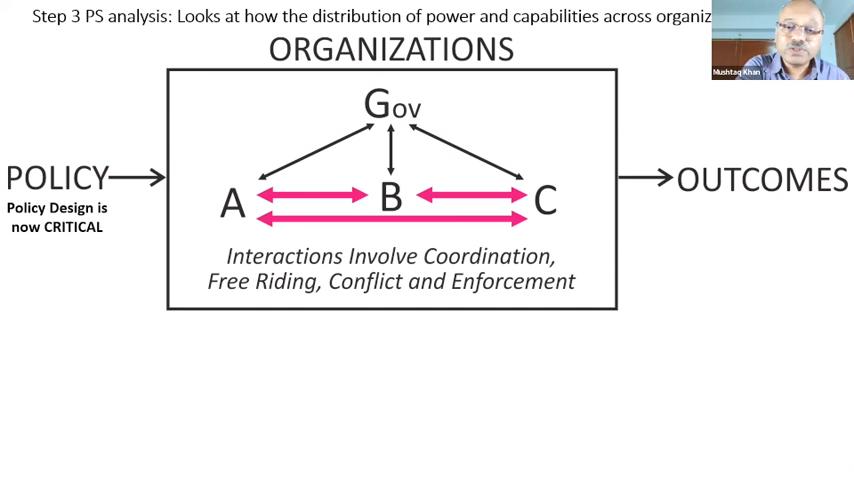 Step 3 PS analysis: Looks at how the distribution of power and capabilities across
Mushtaq Khan
ORGANIZATIONS
Gov
POLICY
OUTCOMES
A
B
C
Policy Design is
now CRITICAL
Interactions Involve Coordination,
Free Riding, Conflict and Enforcement